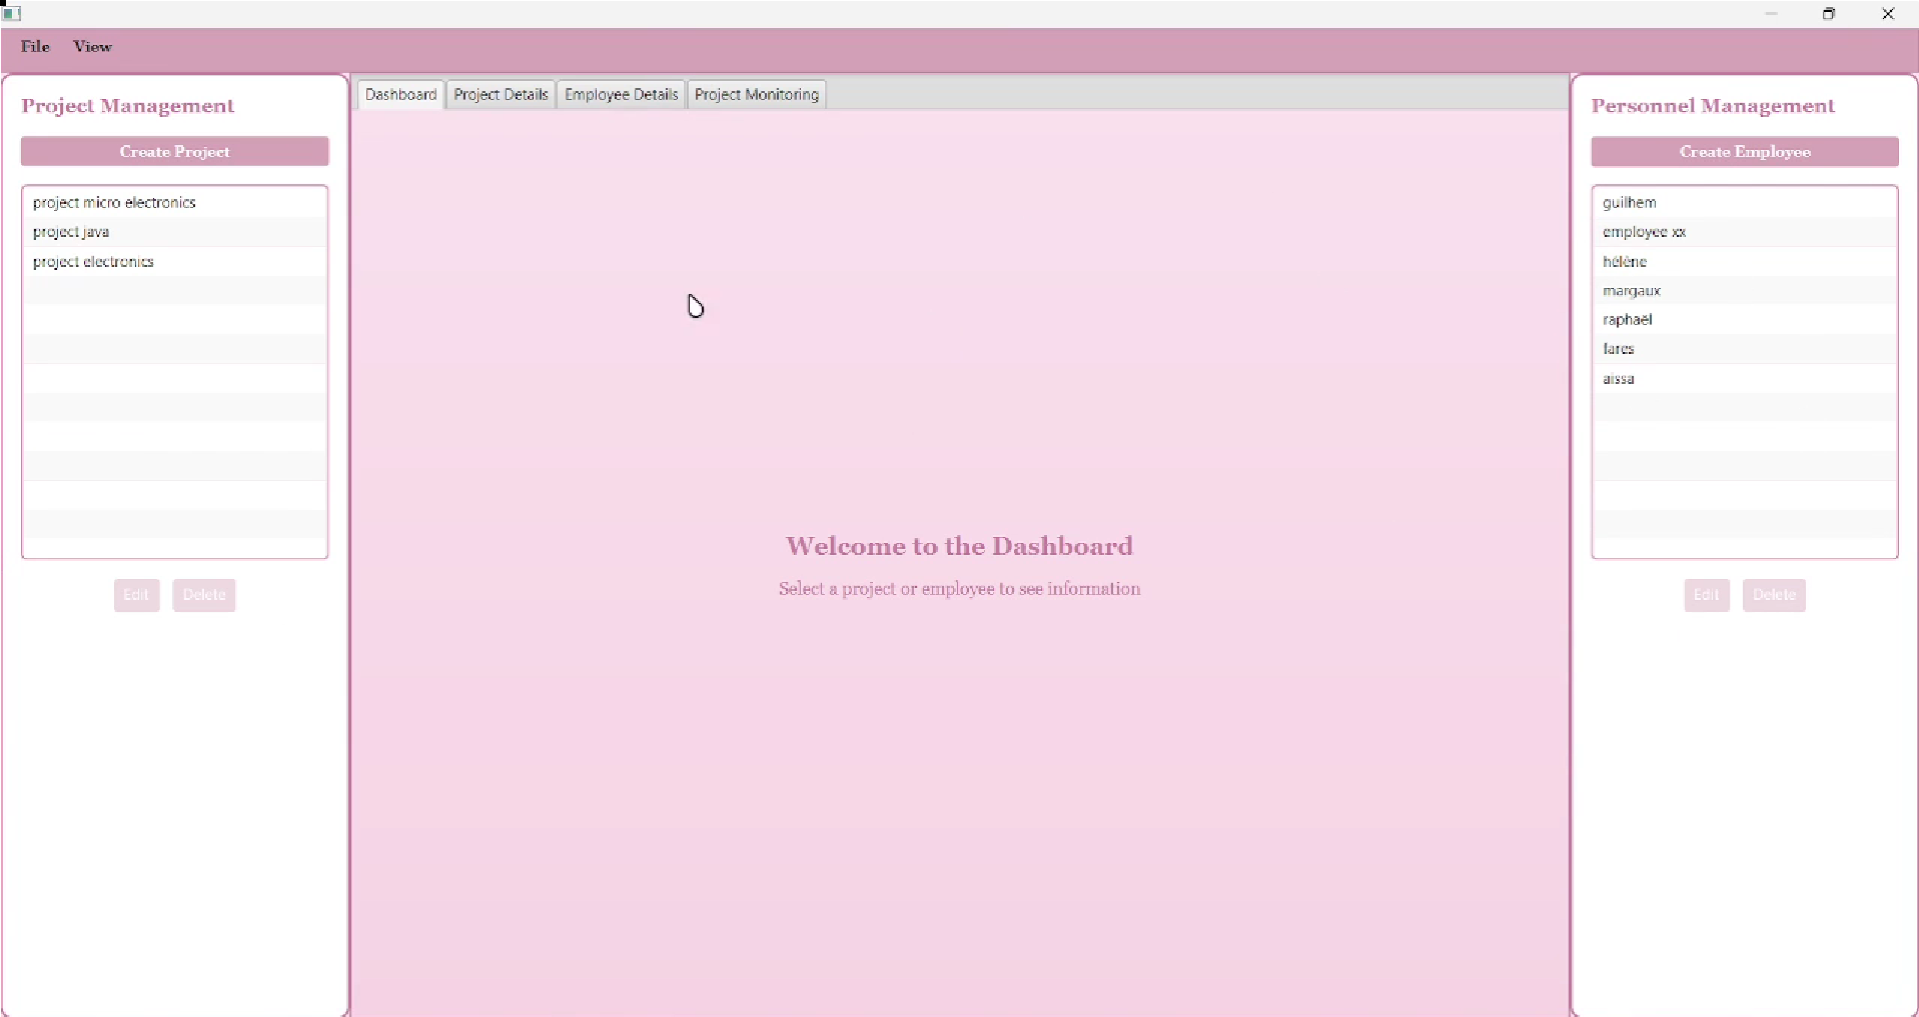 File View
Project Management
Create Project
project micro electronics
project java
project electronics
Edit Delete
Dashboard Project Details Employee Details Project Monitoring
Welcome to the Dashboard
Select a project or employee to see information
Personnel Management
Create Employee
guilhem
employee xx
hélène
margaux
raphaël
fares
aissa
Edit Delete